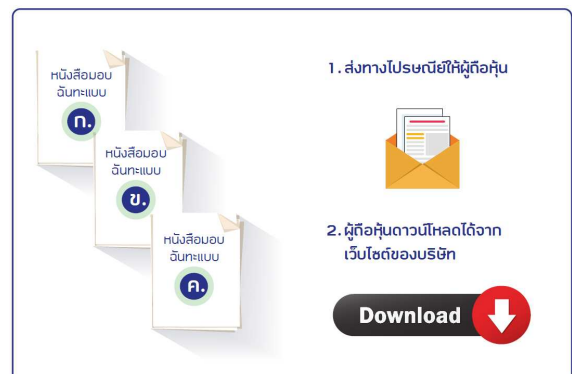 หนังสือมอบ
ฉันทะแบบ
ก.
หนังสือมอบ
ฉันทะแบบ
ข.
หนังสือมอบ
ฉันทะแบบ
ค.
1. ส่งทางไปรษณีย์ให้ผู้ถือหุ้น
2. ผู้ถือหุ้นดาวน์โหลดได้จาก
เว็บไซต์ของบริษัท
Download